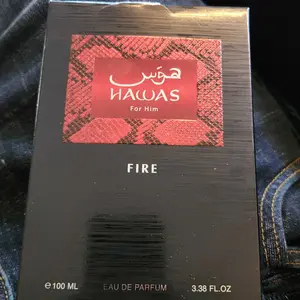 هوس
HAWAS
For Him
FIRE
℮ 100 ML EAU DE PARFUM 3.38 FL.OZ